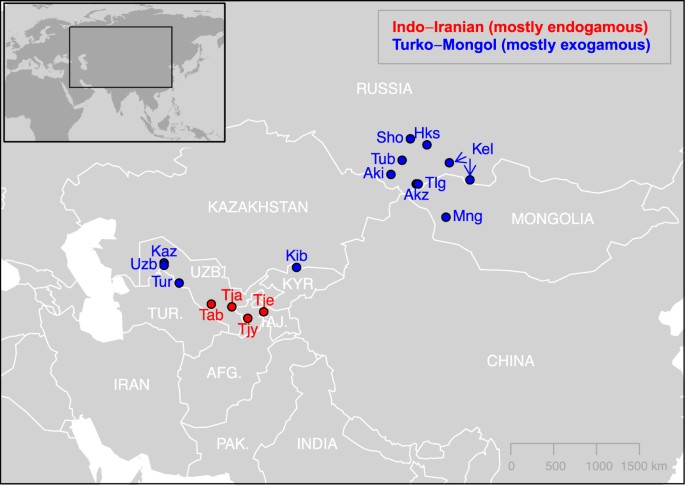 Indo–Iranian (mostly endogamous)
Turko–Mongol (mostly exogamous)
RUSSIA
Sho Hks
Kel
Tub
Aki
Tlg
Akz
KAZAKHSTAN
Mng
MONGOLIA
Kaz
Uzb
Kib
UZB.
Tur
KYR.
Tja
Tje
TUR.
Tab
TAJ.
Tjy
CHINA
AFG.
IRAN
PAK.
INDIA
0 500 1000 1500 km